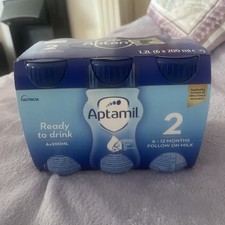 Aptamil
1.2L (6 x 200 mL e)
NUTRICIA
Aptamil
Ready
to drink
6x200ML
2
6 - 12 MONTHS
FOLLOW ON MILK